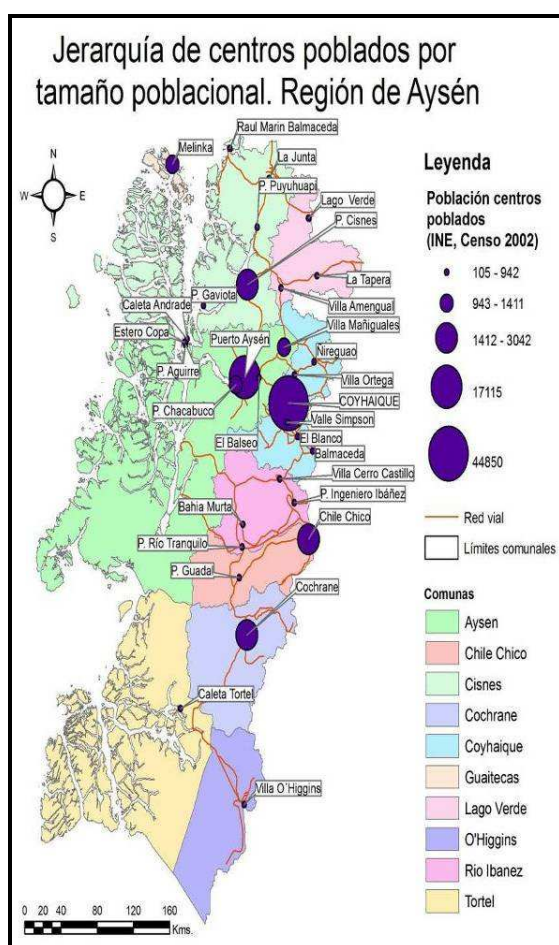 Jerarquía de centros poblados por
tamaño poblacional. Región de Aysén
N
W
E
S
Melinka
Raul Marin Balmaceda
La Junta
P. Puyuhuapi
Lago Verde
P. Cisnes
La Tapera
P. Gaviota
Villa Amengual
Caleta Andrade
Estero Copa
Puerto Aysén
Villa Mañiguales
Nireguao
P. Aguirre
Villa Ortega
P. Chacabuco
COYHAIQUE
Valle Simpson
El Balseo
El Blanco
Balmaceda
Villa Cerro Castillo
Bahia Murta
P. Ingeniero Ibáñez
Chile Chico
P. Río Tranquilo
P. Guadal
Cochrane
Caleta Tortel
Villa O´Higgins
0 20 40 80 120 160
Kms.
Leyenda
Población centros
poblados
(INE, Censo 2002)
105 - 942
943 - 1411
1412 - 3042
17115
44850
Red vial
Límites comunales
Comunas
Aysen
Chile Chico
Cisnes
Cochrane
Coyhaique
Guaitecas
Lago Verde
O'Higgins
Rio Ibanez
Tortel